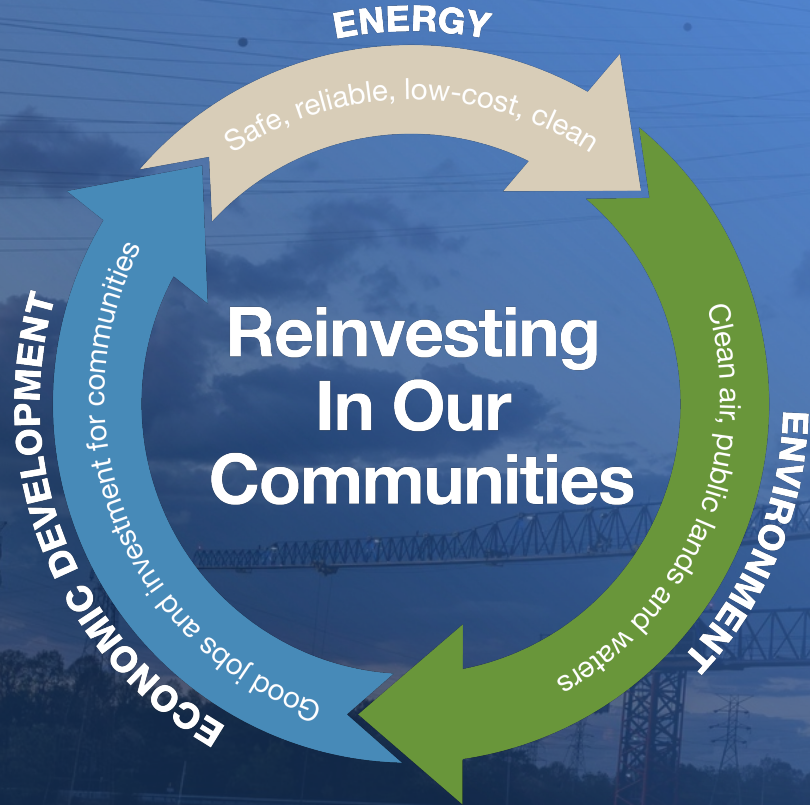 ENERGY
Safe, reliable, low-cost, clean
Clean air, public lands and waters
ENVIRONMENT
Good jobs and investment for communities
ECONOMIC DEVELOPMENT
Reinvesting
In Our
Communities